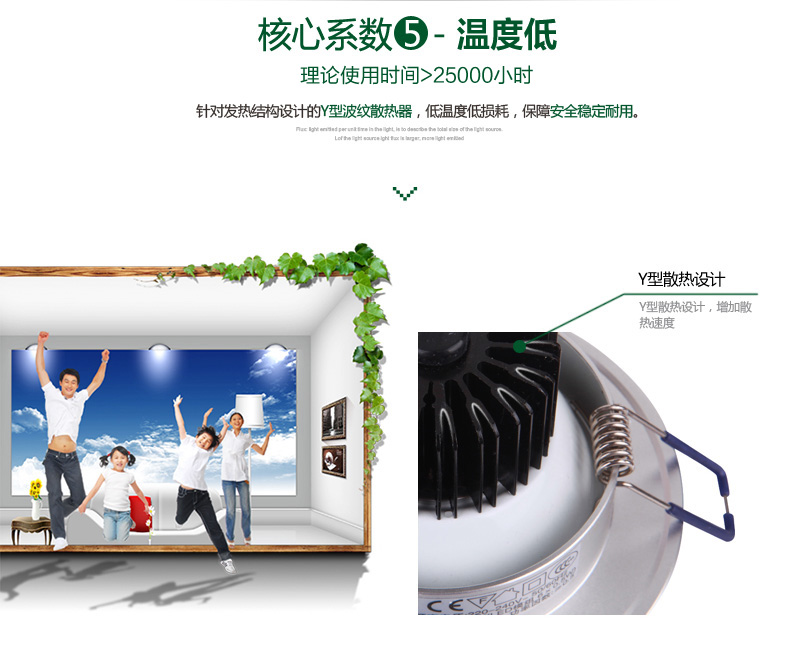 核心系数❺- 温度低
理论使用时间>25000小时
针对发热结构设计的Y型波纹散热器，低温度低损耗，保障安全稳定耐用。
Flux: light emitted per unit time in the light, is to describe the total size of the light source.
Lot the light source light flux is larger, more light emitted
Y型散热设计
Y型散热设计，增加散
热速度
CE F
220-240V 50/60Hz